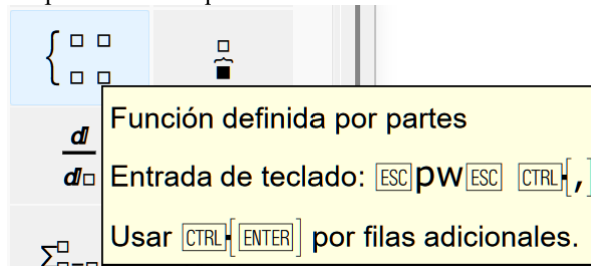 Función definida por partes
Entrada de teclado: ESC pw ESC CTRL [,]
Usar CTRL [ENTER] por filas adicionales.